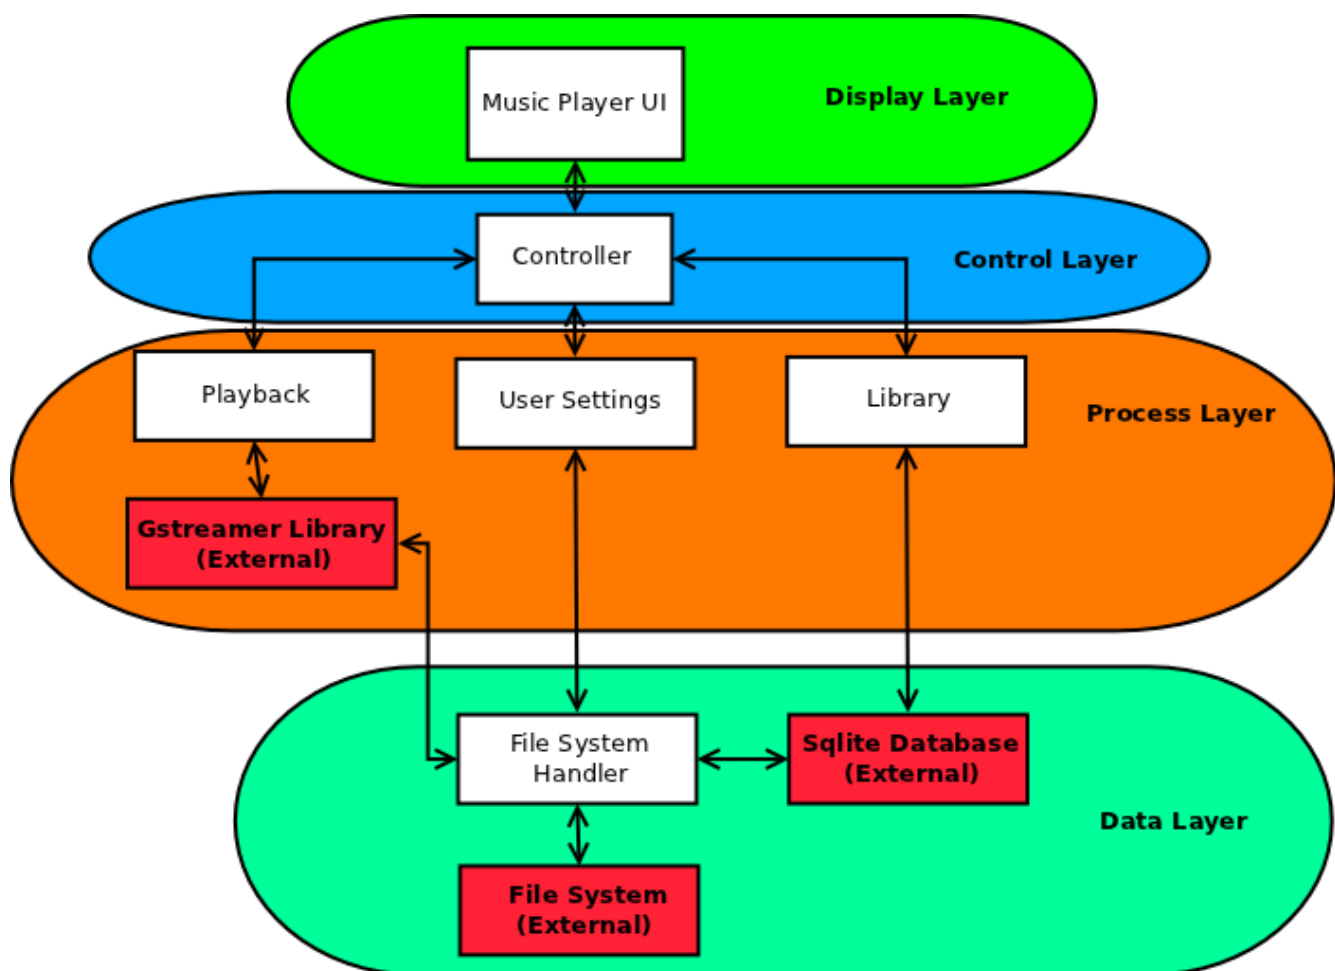 Music Player UI
Display Layer
Controller
Control Layer
Playback
User Settings
Library
Process Layer
Gstreamer Library
(External)
File System
Handler
Sqlite Database
(External)
Data Layer
File System
(External)